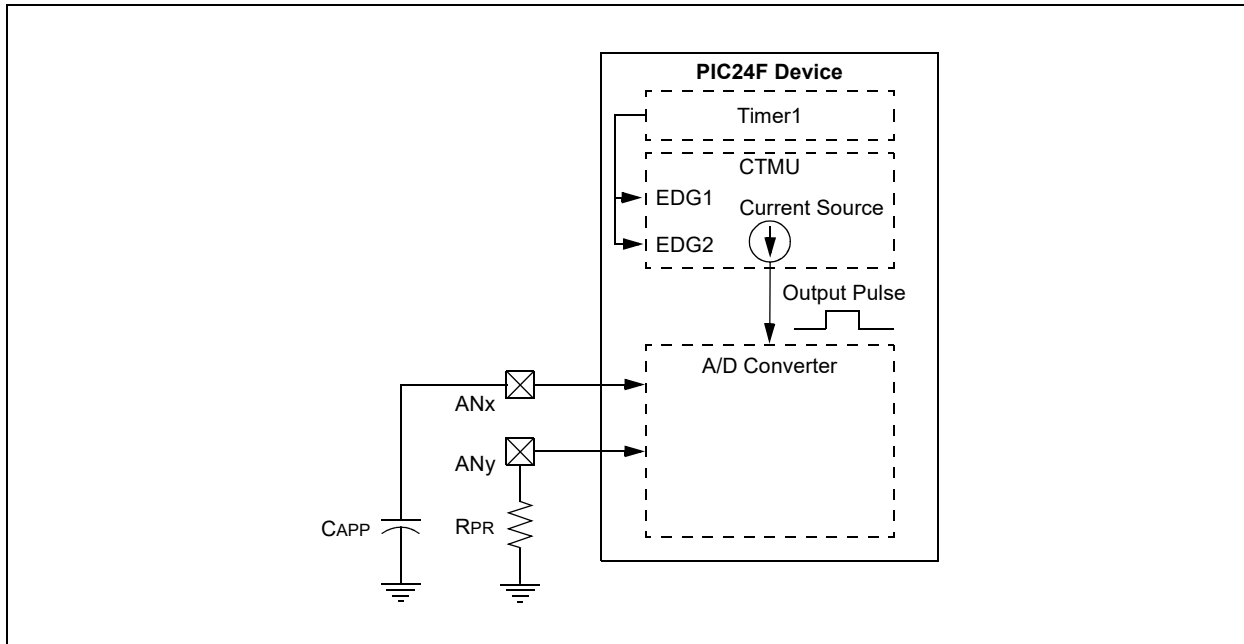 PIC24F Device
Timer1
CTMU
EDG1
Current Source
EDG2
Output Pulse
A/D Converter
ANx
ANy
CAPP
RPR